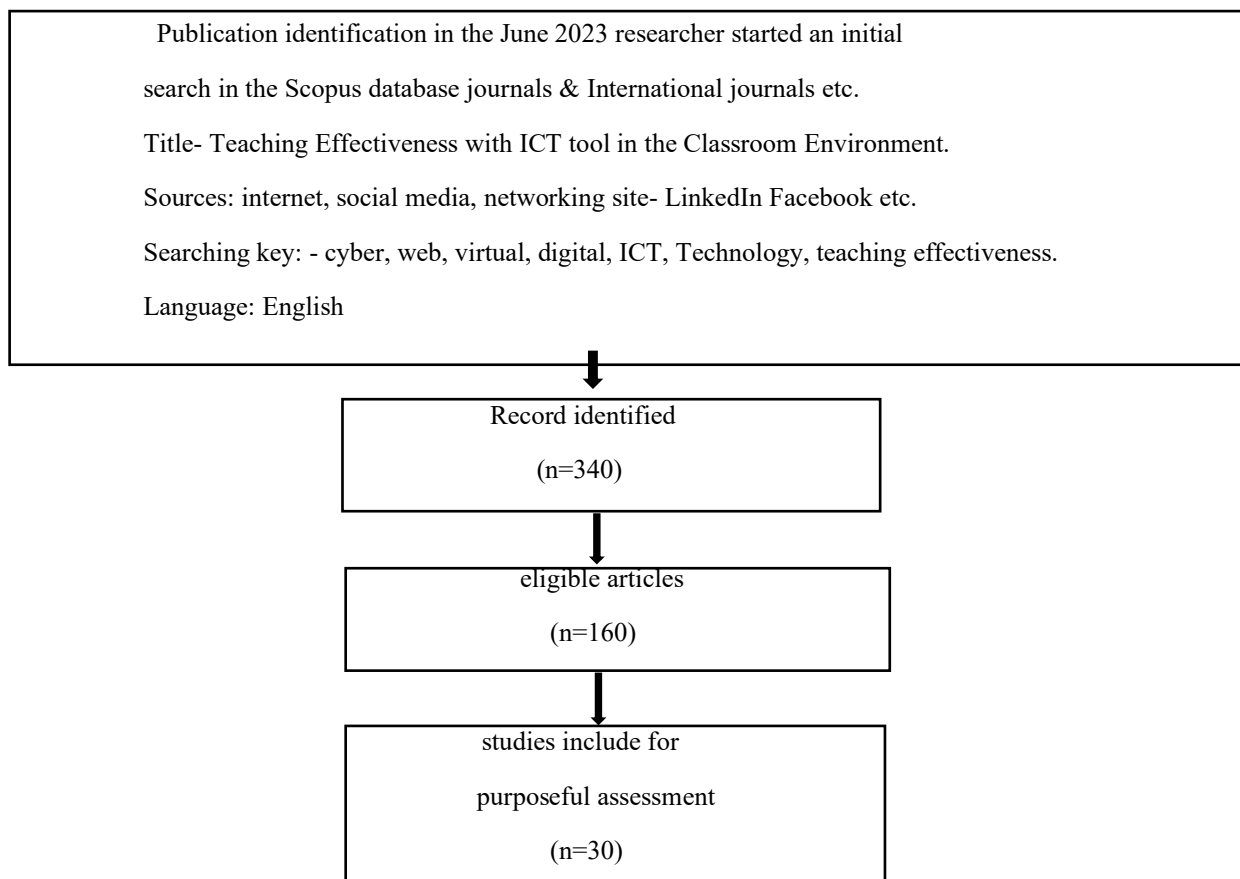 Publication identification in the June 2023 researcher started an initial
search in the Scopus database journals & International journals etc.
Title- Teaching Effectiveness with ICT tool in the Classroom Environment.
Sources: internet, social media, networking site- LinkedIn Facebook etc.
Searching key: - cyber, web, virtual, digital, ICT, Technology, teaching effectiveness.
Language: English
Record identified
(n=340)
eligible articles
(n=160)
studies include for
purposeful assessment
(n=30)